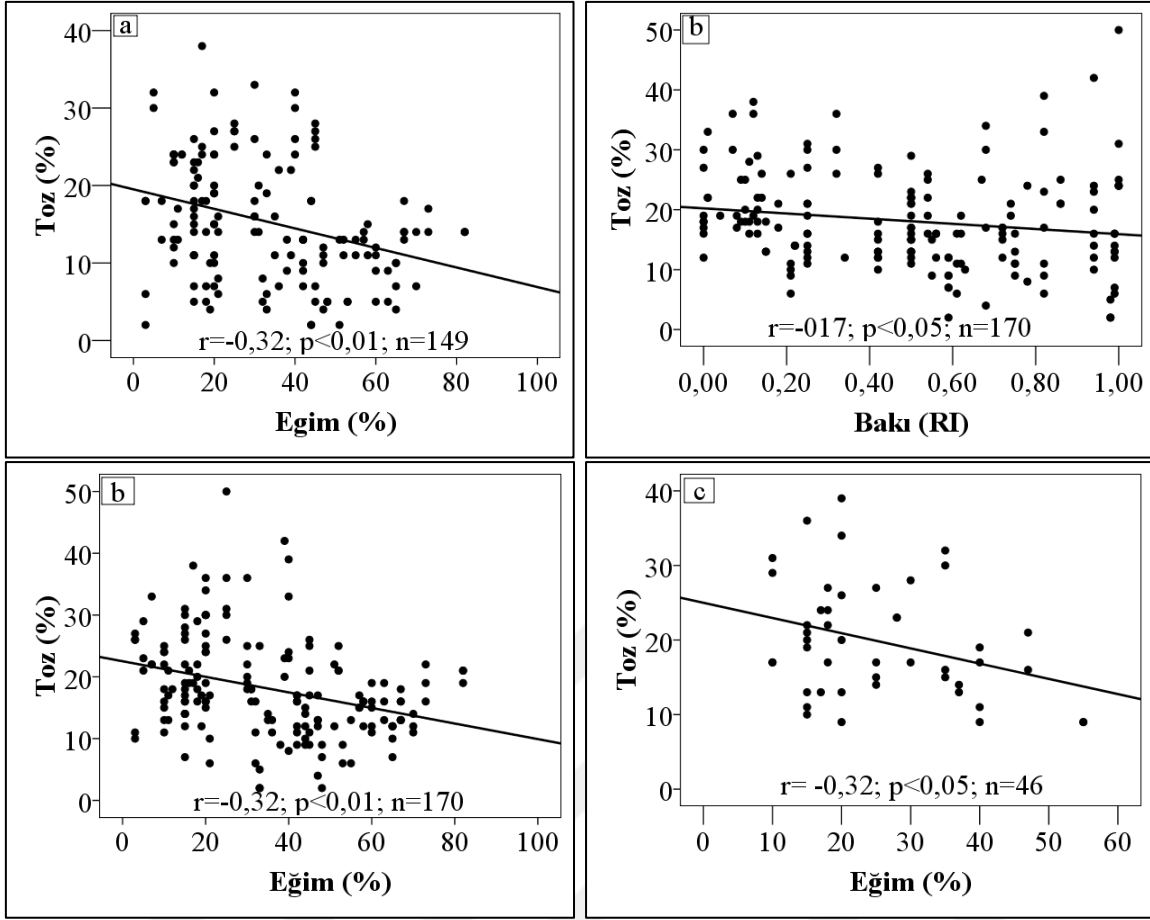 a
40
30
20
10
0
Toz (%)
r=-0,32; p<0,01; n=149
0 20 40 60 80 100
Egim (%)
b
50
40
30
20
10
0
Toz (%)
r=-017; p<0,05; n=170
0,00 0,20 0,40 0,60 0,80 1,00
Bakı (RI)
b
50
40
30
20
10
0
Toz (%)
r=-0,32; p<0,01; n=170
0 20 40 60 80 100
Eğim (%)
c
40
30
20
10
0
Toz (%)
r= -0,32; p<0,05; n=46
0 10 20 30 40 50 60
Eğim (%)